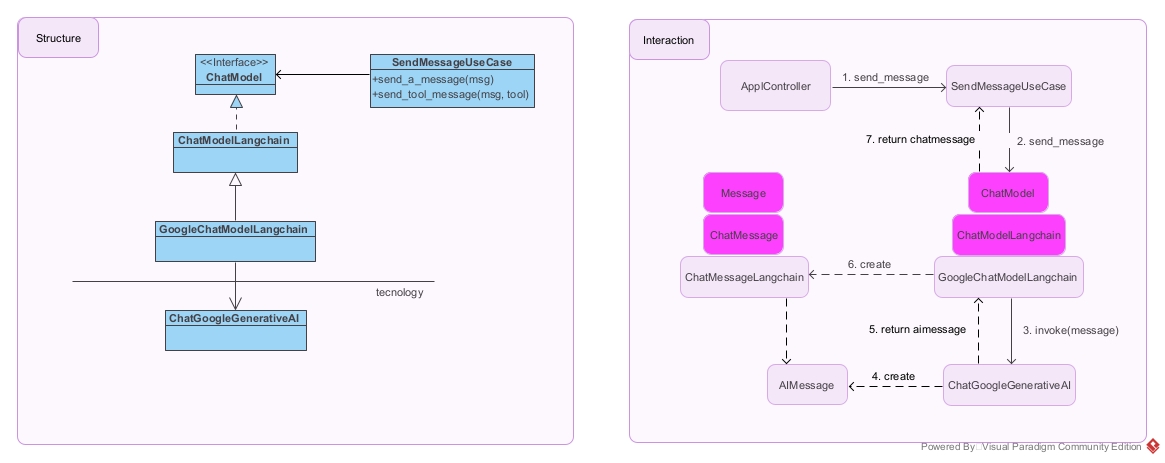 Structure
<<Interface>>
ChatModel
SendMessageUseCase
+send_a_message(msg)
+send_tool_message(msg, tool)
ChatModelLangchain
GoogleChatModelLangchain
tecnology
ChatGoogleGenerativeAI
Interaction
AppIController
1. send_message
SendMessageUseCase
7. return chatmessage
2. send_message
Message
ChatModel
ChatMessage
ChatModelLangchain
ChatMessageLangchain
6. create
GoogleChatModelLangchain
5. return aimessage
3. invoke(message)
AIMessage
4. create
ChatGoogleGenerativeAI
Powered By Visual Paradigm Community Edition